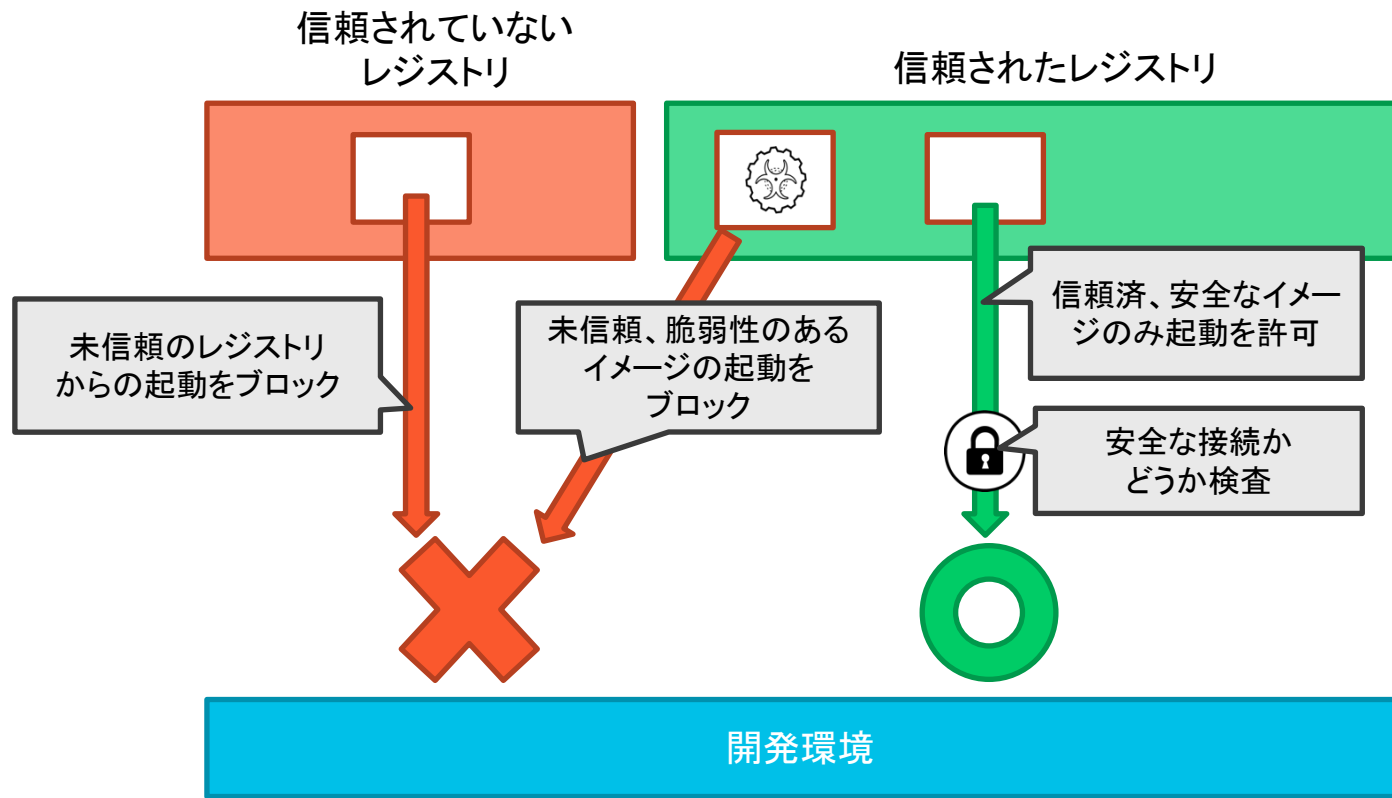 信頼されていない
レジストリ
信頼されたレジストリ
未信頼のレジストリ
からの起動をブロック
未信頼、脆弱性のある
イメージの起動を
ブロック
信頼済、安全なイメー
ジのみ起動を許可
安全な接続か
どうか検査
開発環境